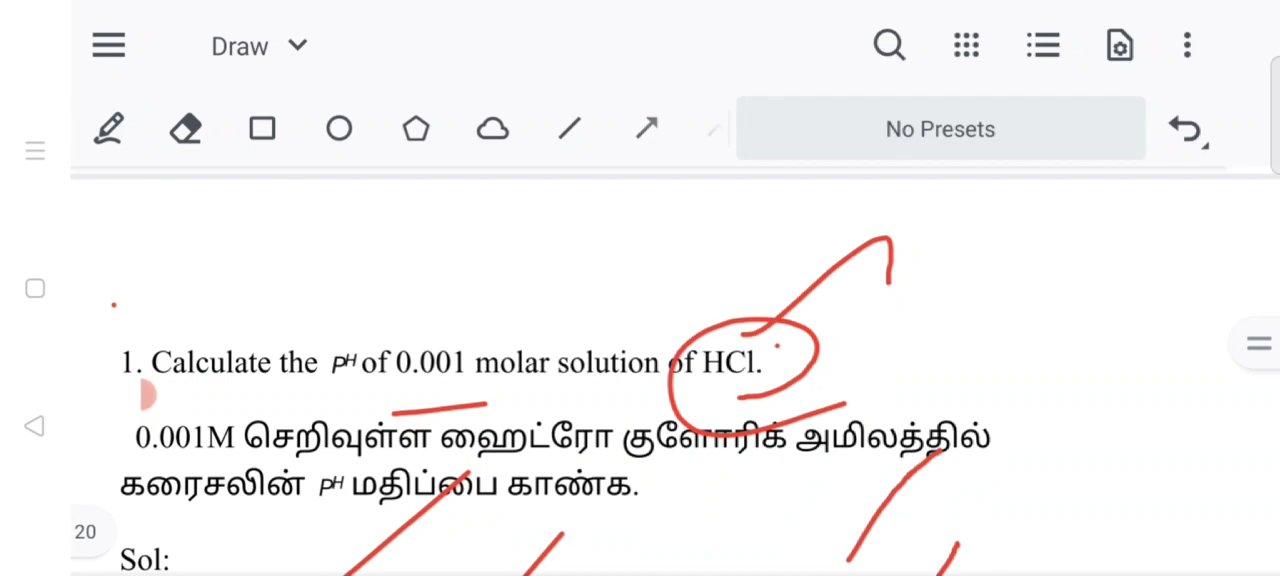 Draw
No Presets
1. Calculate the pH of 0.001 molar solution of HCl.
0.001M செறிவுள்ள ஹைட்ரோ குளோரிக் அமிலத்தில்
கரைசலின் pH மதிப்பை காண்க.
20
Sol: